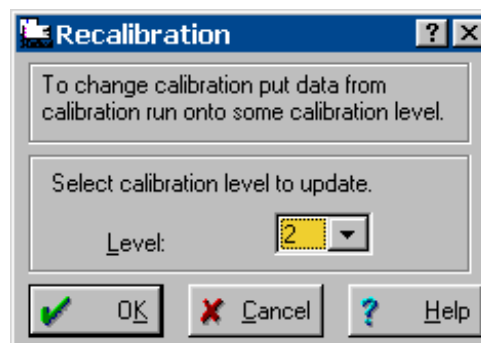 Recalibration
To change calibration put data from
calibration run onto some calibration level.
Select calibration level to update.
Level: 2
OK Cancel Help